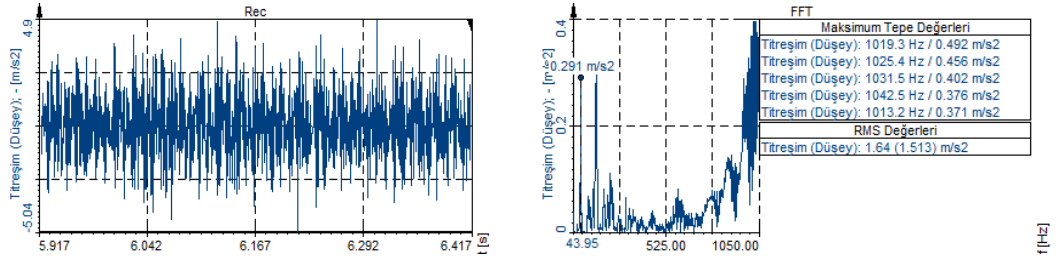 Rec
Titreşim (Düşey); - [m/s2]
4.9
-5.04
5.917
6.042
6.167
6.292
6.417
t [s]
FFT
Titreşim (Düşey); - [m/s2]
0.4
0.2
0
0.291 m/s2
43.95
525.00
1050.00
f [Hz]
Maksimum Tepe Değerleri
Titreşim (Düşey): 1019.3 Hz / 0.492 m/s2
Titreşim (Düşey): 1025.4 Hz / 0.456 m/s2
Titreşim (Düşey): 1031.5 Hz / 0.402 m/s2
Titreşim (Düşey): 1042.5 Hz / 0.376 m/s2
Titreşim (Düşey): 1013.2 Hz / 0.371 m/s2
RMS Değerleri
Titreşim (Düşey): 1.64 (1.513) m/s2